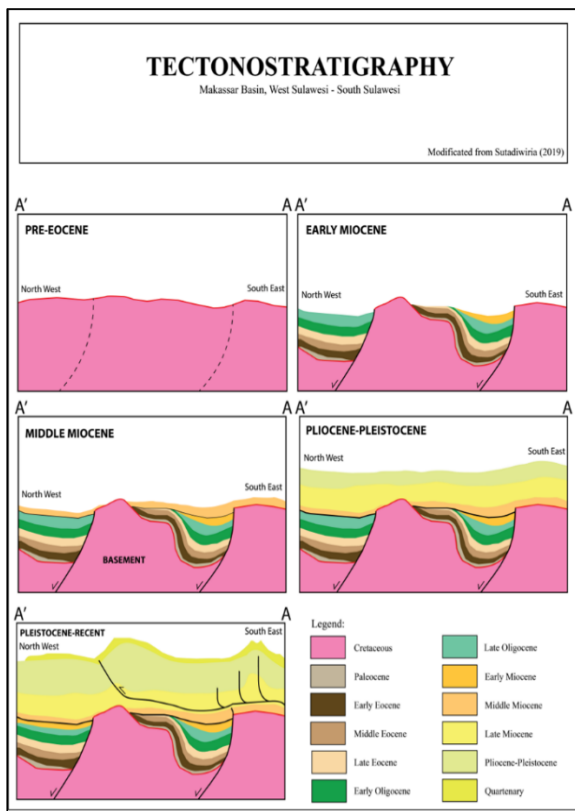 TECTONOSTRATIGRAPHY
Makassar Basin, West Sulawesi - South Sulawesi
Modificated from Sutadiwiria (2019)
A' A
PRE-EOCENE
North West South East
A' A
EARLY MIOCENE
North West South East
A' A
MIDDLE MIOCENE
North West South East
BASEMENT
A' A
PLIOCENE-PLEISTOCENE
North West South East
A' A
PLEISTOCENE-RECENT
North West South East
Legend:
Cretaceous
Paleocene
Early Eocene
Middle Eocene
Late Eocene
Early Oligocene
Late Oligocene
Early Miocene
Middle Miocene
Late Miocene
Pliocene-Pleistocene
Quartenary